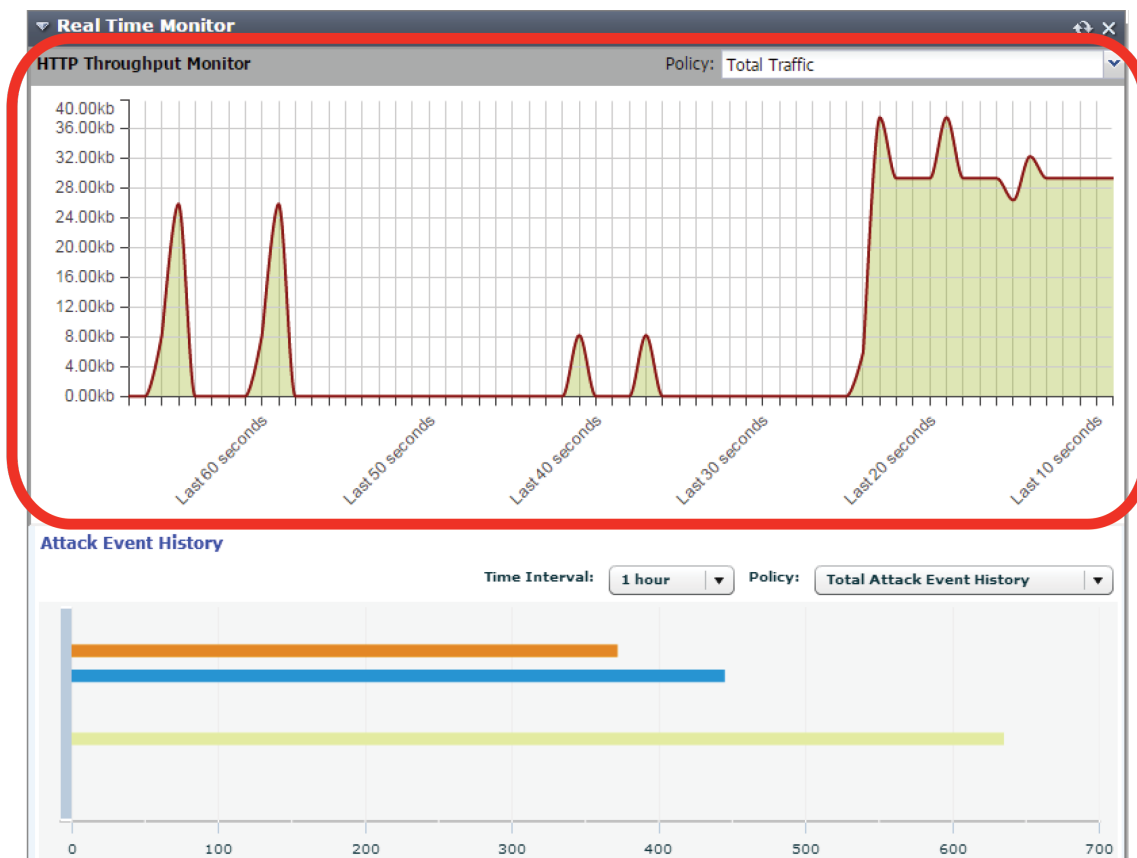 Real Time Monitor
HTTP Throughput Monitor Policy: Total Traffic
40.00kb
36.00kb
32.00kb
28.00kb
24.00kb
20.00kb
16.00kb
12.00kb
8.00kb
4.00kb
0.00kb
Last 60 seconds Last 50 seconds Last 40 seconds Last 30 seconds Last 20 seconds Last 10 seconds
Attack Event History
Time Interval: 1 hour Policy: Total Attack Event History
0 100 200 300 400 500 600 700